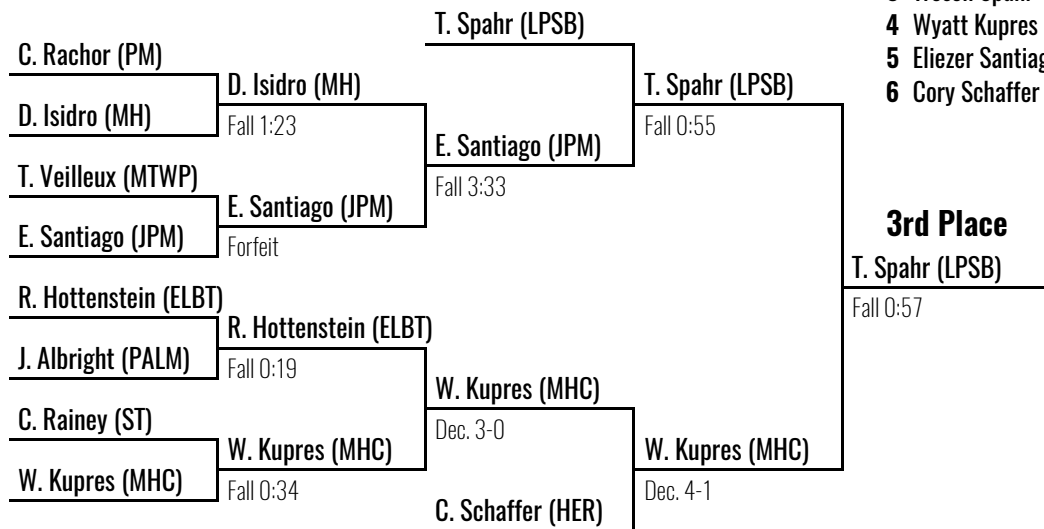 T. Spahr (LPSB)
4 Wyatt Kupres
5
Eliezer
6 Cory Schaffer
C. Rachor (PM)
D. Isidro (MH)
D. Isidro (MH)
Fall 1:23
T. Spahr (LPSB)
Fall 0:55
E. Santiago (JPM)
Fall 3:33
T. Veilleux (MTWP)
E. Santiago (JPM)
E. Santiago (JPM)
Forfeit
3rd Place
T. Spahr (LPSB)
Fall 0:57
R. Hottenstein (ELBT)
J. Albright (PALM)
R. Hottenstein (ELBT)
Fall 0:19
W. Kupres (MHC)
Dec. 3-0
C. Rainey (ST)
W. Kupres (MHC)
W. Kupres (MHC)
Fall 0:34
W. Kupres (MHC)
Dec. 4-1
C. Schaffer (HER)